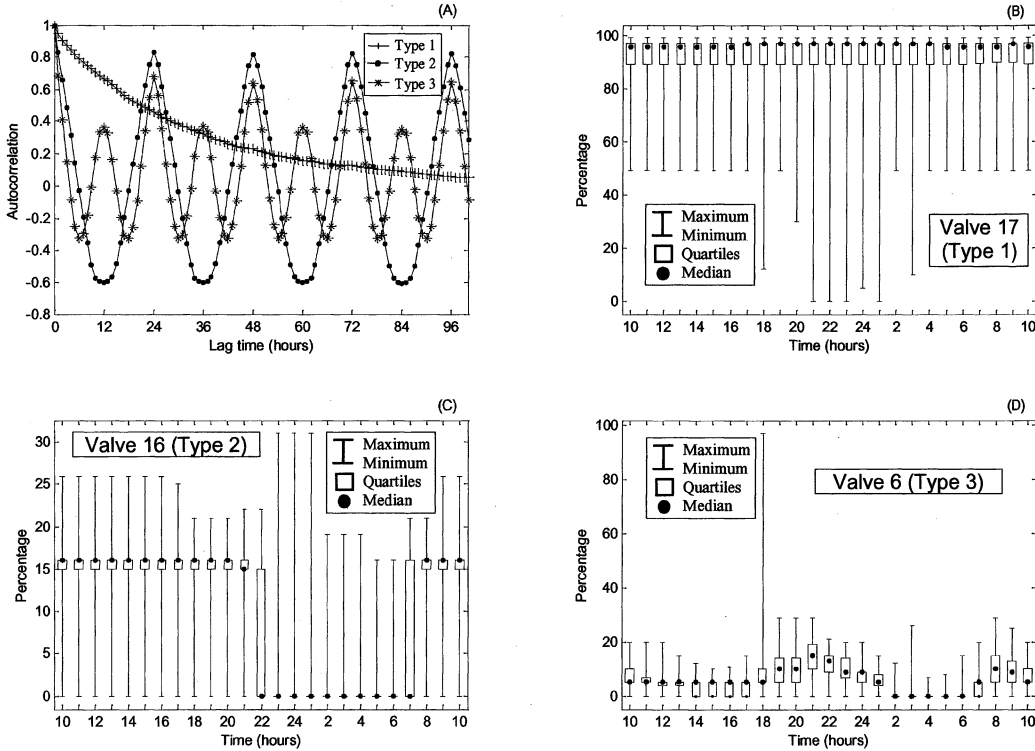 (A)
1
0.8
0.6
0.4
0.2
0
-0.2
-0.4
-0.6
-0.8
Autocorrelation
Type 1
Type 2
Type 3
0 12 24 36 48 60 72 84 96
Lag time (hours)
(B)
100
80
60
40
20
0
Percentage
Maximum
Minimum
Quartiles
Median
Valve 17
(Type 1)
10 12 14 16 18 20 22 24 2 4 6 8 10
Time (hours)
(C)
30
25
20
15
10
5
0
Percentage
Valve 16 (Type 2)
Maximum
Minimum
Quartiles
Median
10 12 14 16 18 20 22 24 2 4 6 8 10
Time (hours)
(D)
100
80
60
40
20
0
Percentage
Maximum
Minimum
Quartiles
Median
Valve 6 (Type 3)
10 12 14 16 18 20 22 24 2 4 6 8 10
Time (hours)